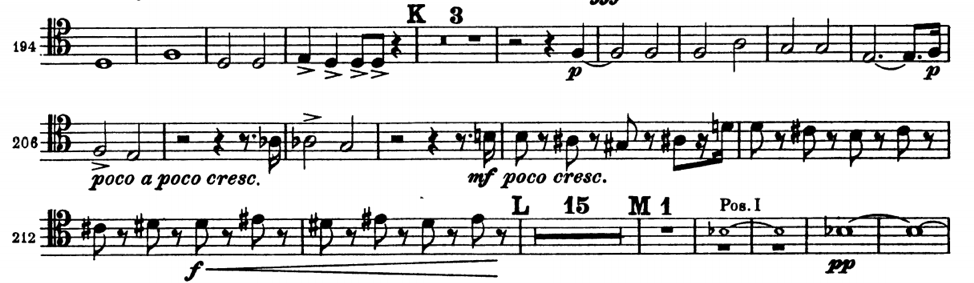 K 3
194
p p
206
poco a poco cresc. mf poco cresc.
L 15 M 1 Pos. I
212
f pp